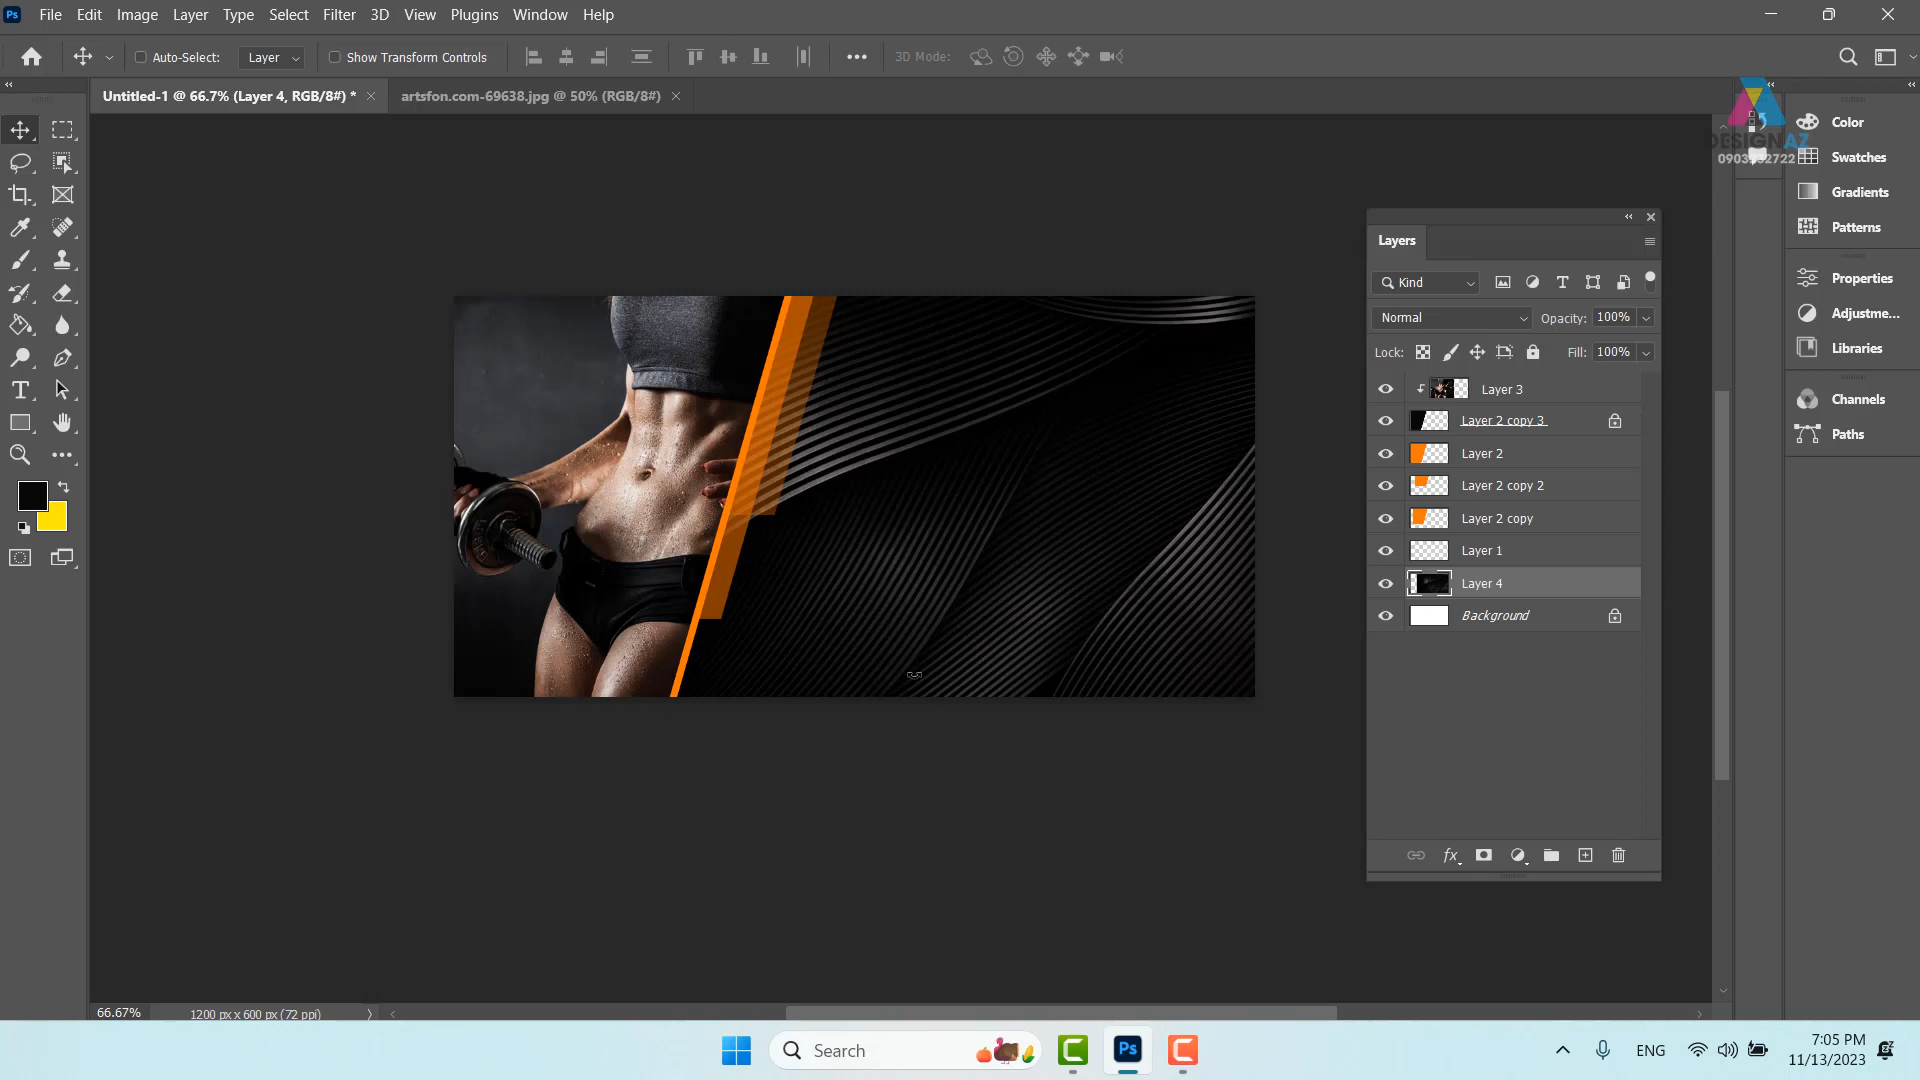 Ps File Edit Image Layer Type Select Filter 3D View Plugins Window Help
Auto-Select: Layer Show Transform Controls 3D Mode:
Untitled-1 @ 66.7% (Layer 4, RGB/8#) * artsfon.com-69638.jpg @ 50% (RGB/8#)
DESIGNAZ
Color
Swatches
Gradients
Patterns
Properties
Adjustme...
Libraries
Channels
Paths
Layers
Kind
Normal Opacity: 100%
Lock: Fill: 100%
Layer 3
Layer 2 copy 3
Layer 2
Layer 2 copy 2
Layer 2 copy
Layer 1
Layer 4
Background
fx
66.67% 1200 px x 600 px (72 ppi)
Search
Ps
ENG
7:05 PM
11/13/2023